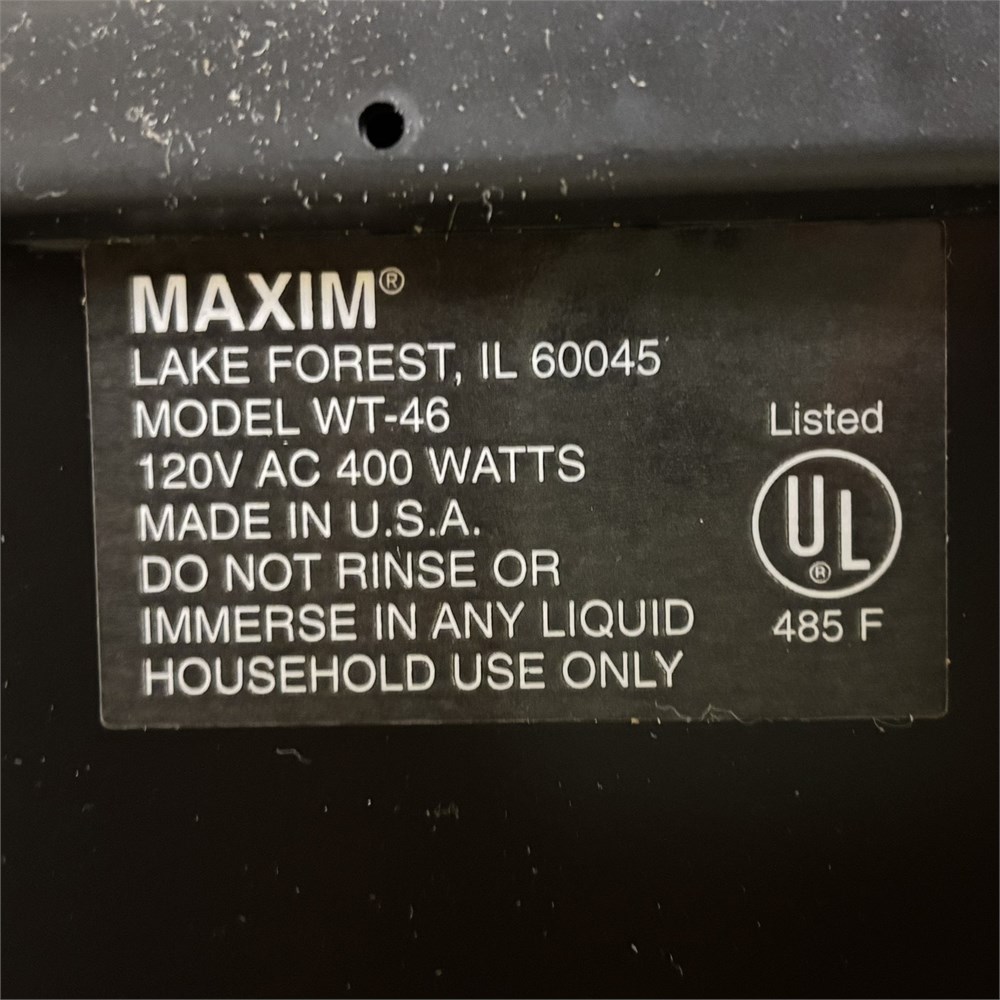 MAXIM®
LAKE FOREST, IL 60045
MODEL WT-46
120V AC 400 WATTS
MADE IN U.S.A.
DO NOT RINSE OR
IMMERSE IN ANY LIQUID
HOUSEHOLD USE ONLY
Listed
UL®
485 F